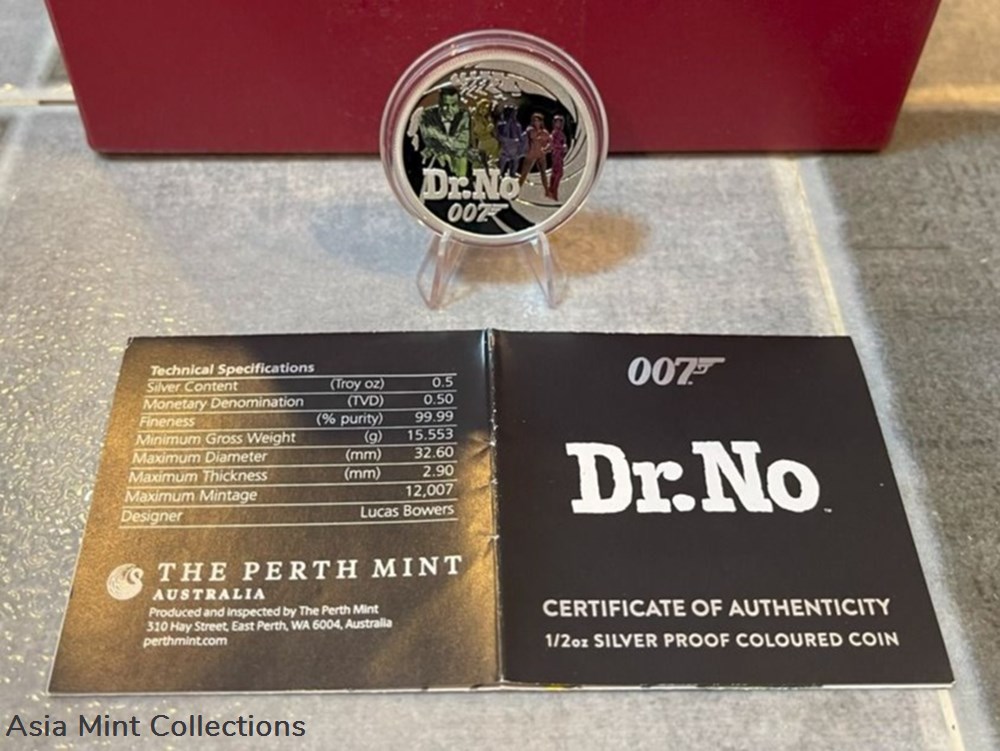 Dr.No
007
Technical Specifications
Silver Content (Troy oz) 0.5
Monetary Denomination (TVD) 0.50
Fineness (% purity) 99.99
Minimum Gross Weight (g) 15.553
Maximum Diameter (mm) 32.60
Maximum Thickness (mm) 2.90
Maximum Mintage 12,007
Designer Lucas Bowers
THE PERTH MINT
AUSTRALIA
Produced and inspected by The Perth Mint
310 Hay Street, East Perth, WA 6004, Australia
perthmint.com
007
Dr.No™
CERTIFICATE OF AUTHENTICITY
1/2oz SILVER PROOF COLOURED COIN
Asia Mint Collections